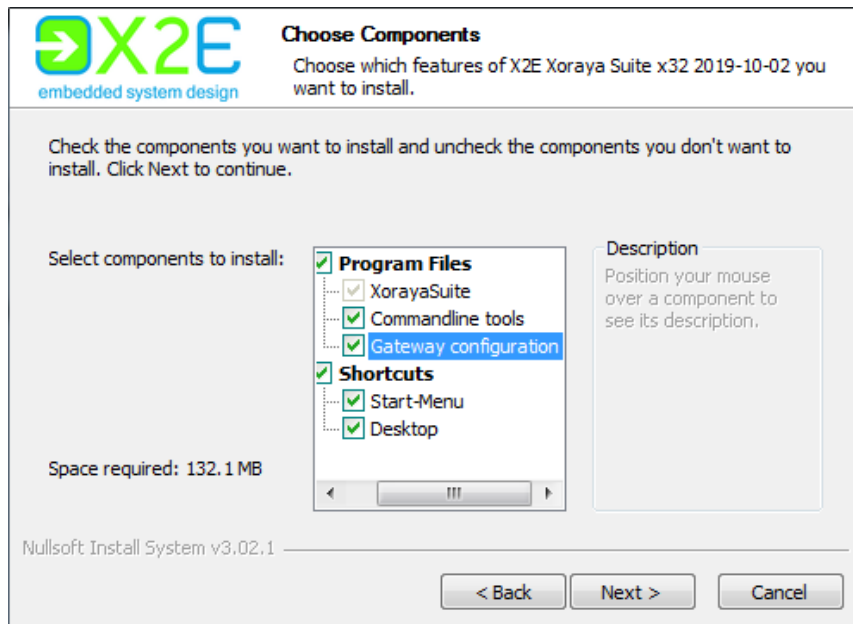 X2E
embedded system design
Choose Components
Choose which features of X2E Xoraya Suite x32 2019-10-02 you
want to install.
Check the components you want to install and uncheck the components you don't want to
install. Click Next to continue.
Select components to install:
Program Files
XorayaSuite
Commandline tools
Gateway configuration
Shortcuts
Start-Menu
Desktop
Description
Position your mouse
over a component to
see its description.
Space required: 132.1 MB
Nullsoft Install System v3.02.1
< Back
Next >
Cancel